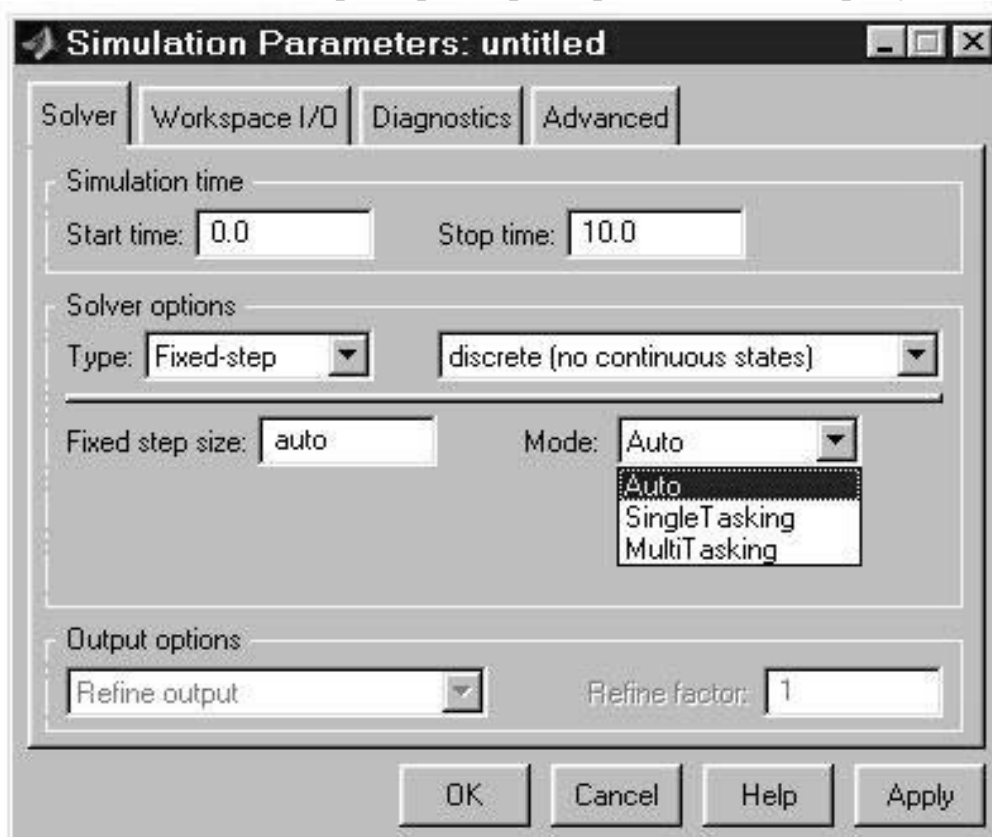 Simulation Parameters: untitled
Solver Workspace I/O Diagnostics Advanced
Simulation time
Start time: 0.0 Stop time: 10.0
Solver options
Type: Fixed-step discrete (no continuous states)
Fixed step size: auto Mode: Auto
Auto
SingleTasking
MultiTasking
Output options
Refine output Refine factor: 1
OK Cancel Help Apply